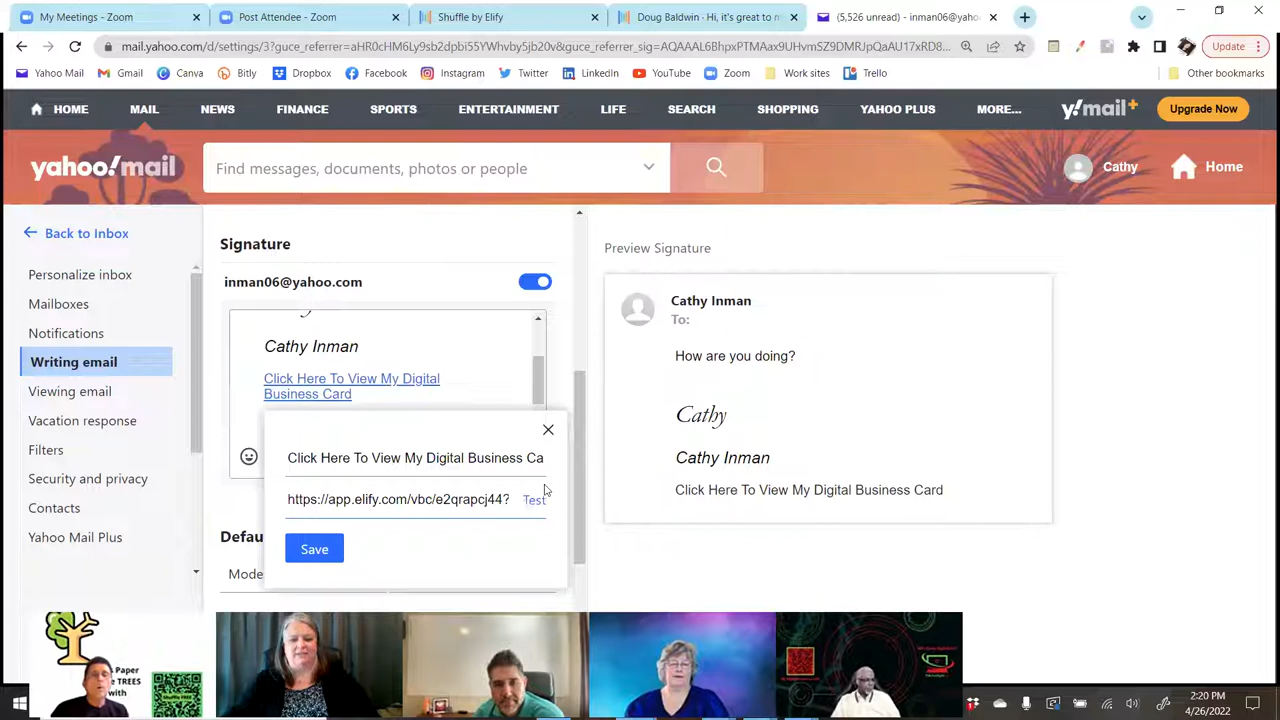 My Meetings - Zoom
Post Attendee - Zoom
Shuffle by Elify
Doug Baldwin - Hi, it's great to m
(5,526 unread) - inman06@yaho
mail.yahoo.com/d/settings/3?guce_referrer=
Update
Yahoo Mail
Gmail
Canva
Bitly
Dropbox
Facebook
Instagram
Twitter
LinkedIn
YouTube
Zoom
Work sites
Trello
Other bookmarks
HOME
MAIL
NEWS
FINANCE
SPORTS
ENTERTAINMENT
LIFE
SEARCH
SHOPPING
YAHOO PLUS
MORE...
y!mail+
Upgrade Now
yahoo!mail
Find messages, documents, photos or people
Cathy
Home
Back to Inbox
Personalize inbox
Mailboxes
Notifications
Writing email
Viewing email
Vacation response
Filters
Security and privacy
Contacts
Yahoo Mail Plus
Signature
inman06@yahoo.com
Cathy Inman
Click Here To View My Digital
Business Card
Click Here To View My Digital Business Ca
https://app.elify.com/vbc/e2qrapcj44?
Test
Save
Defau
Mode
Preview Signature
Cathy Inman
To:
How are you doing?
Cathy
Cathy Inman
Click Here To View My Digital Business Card
s Paper
TREES
with
2:20 PM
4/26/2022